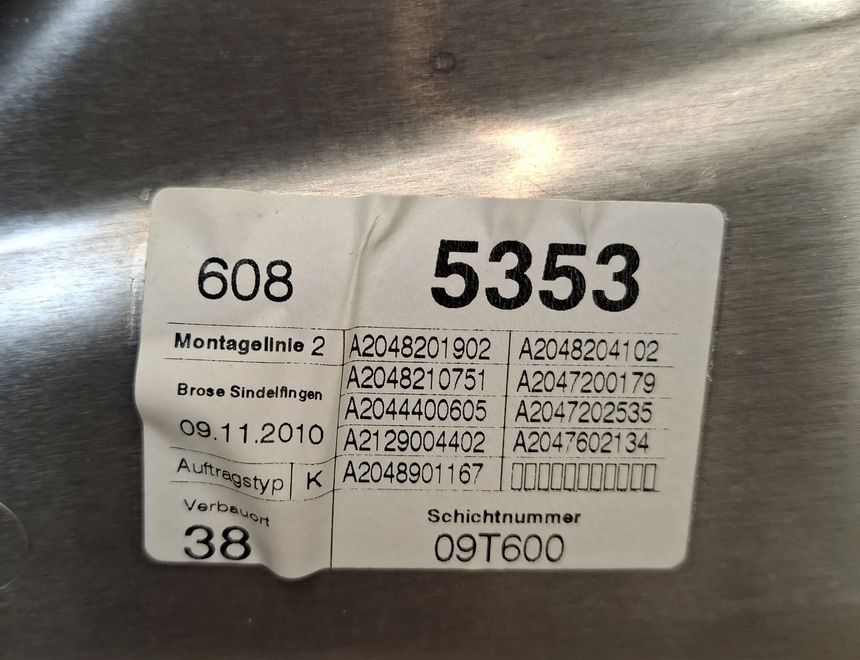 608 5353
Montagelinie 2 A2048201902 A2048204102
Brose Sindelfingen A2048210751 A2047200179
09.11.2010 A2044400605 A2047202535
A2129004402 A2047602134
Auftragstyp K A2048901167
Verbauort Schichtnummer
38 09T600